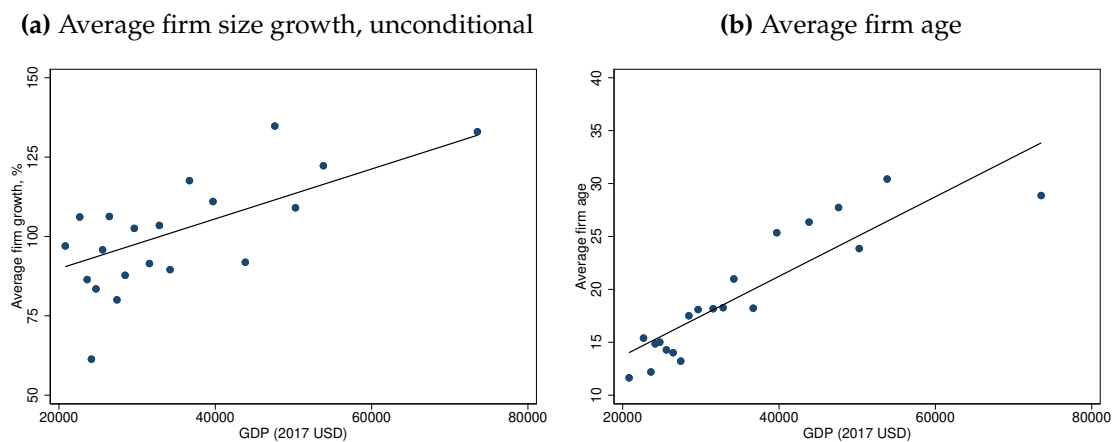 (a) Average firm size growth, unconditional
150
125
100
75
50
Average firm growth, %
20000 40000 60000 80000
GDP (2017 USD)
(b) Average firm age
40
35
30
25
20
15
10
Average firm age
20000 40000 60000 80000
GDP (2017 USD)